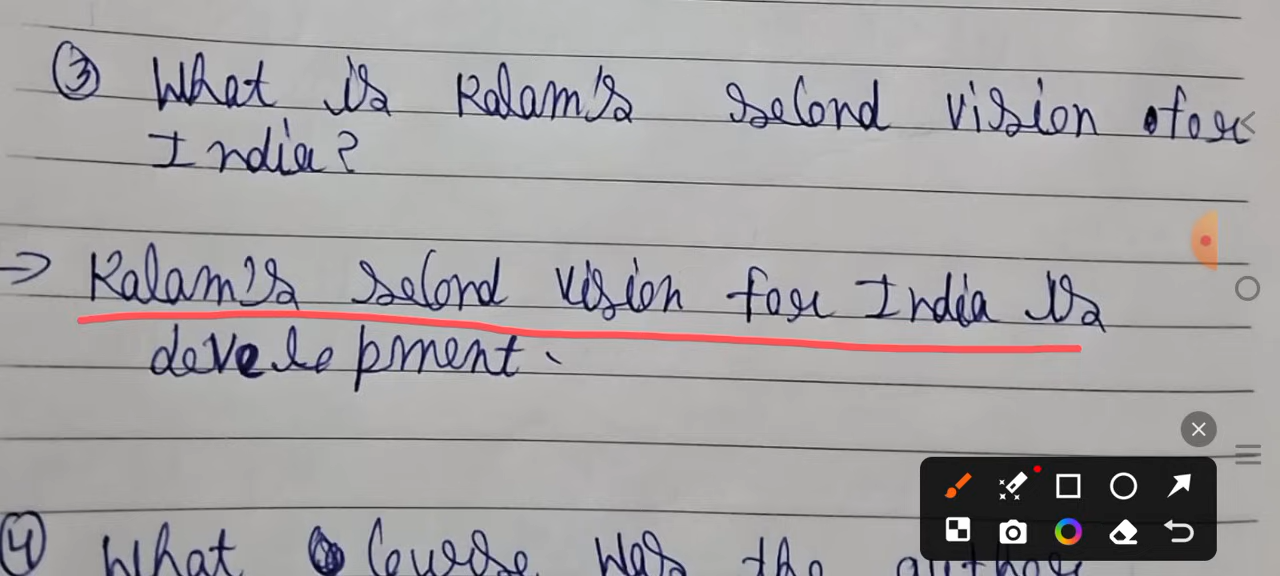 ③ What is Kalam's second vision for
India?
⇒ Kalam's second vision for India is
development.
④ What Course was the author